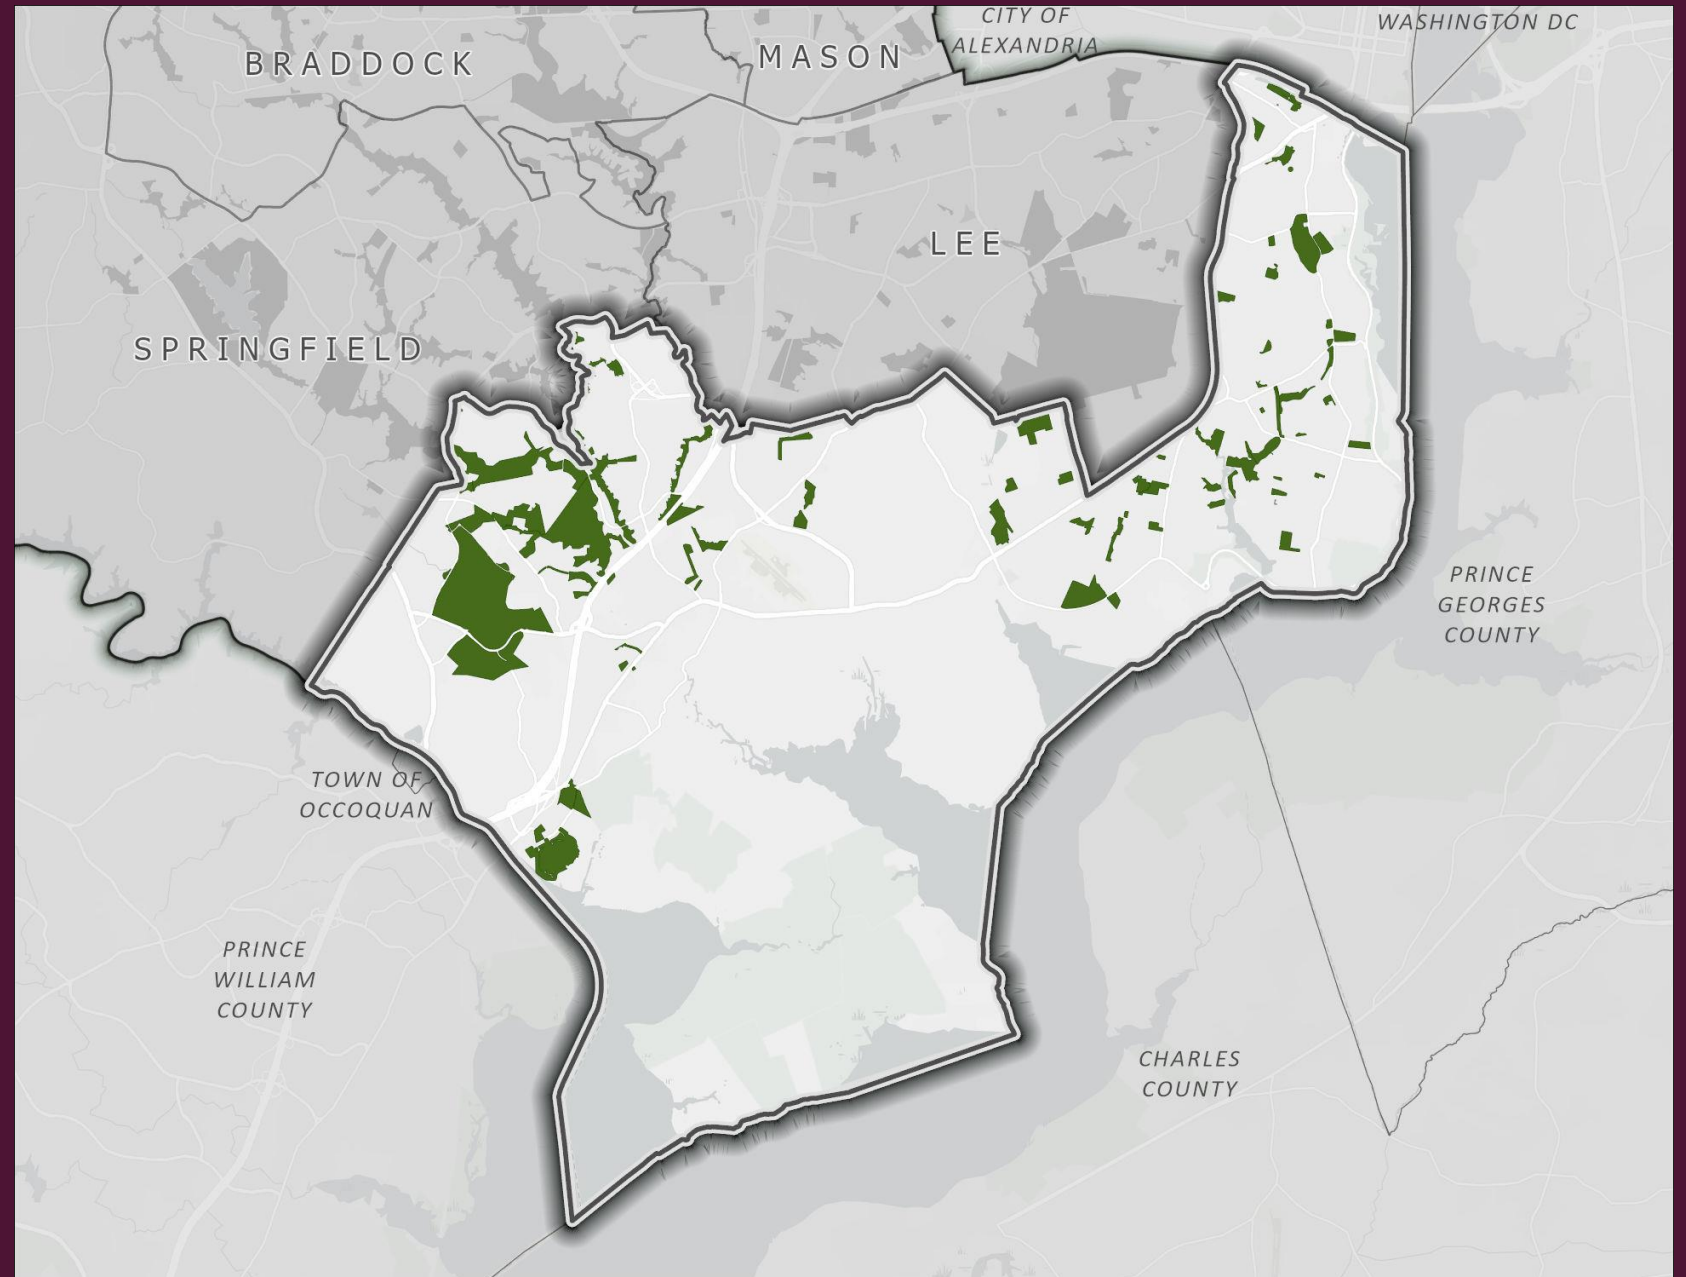 CITY OF
ALEXANDRIA
WASHINGTON DC
BRADDOCK
MASON
LEE
SPRINGFIELD
PRINCE
GEORGES
COUNTY
TOWN OF
OCCOQUAN
PRINCE
WILLIAM
COUNTY
CHARLES
COUNTY